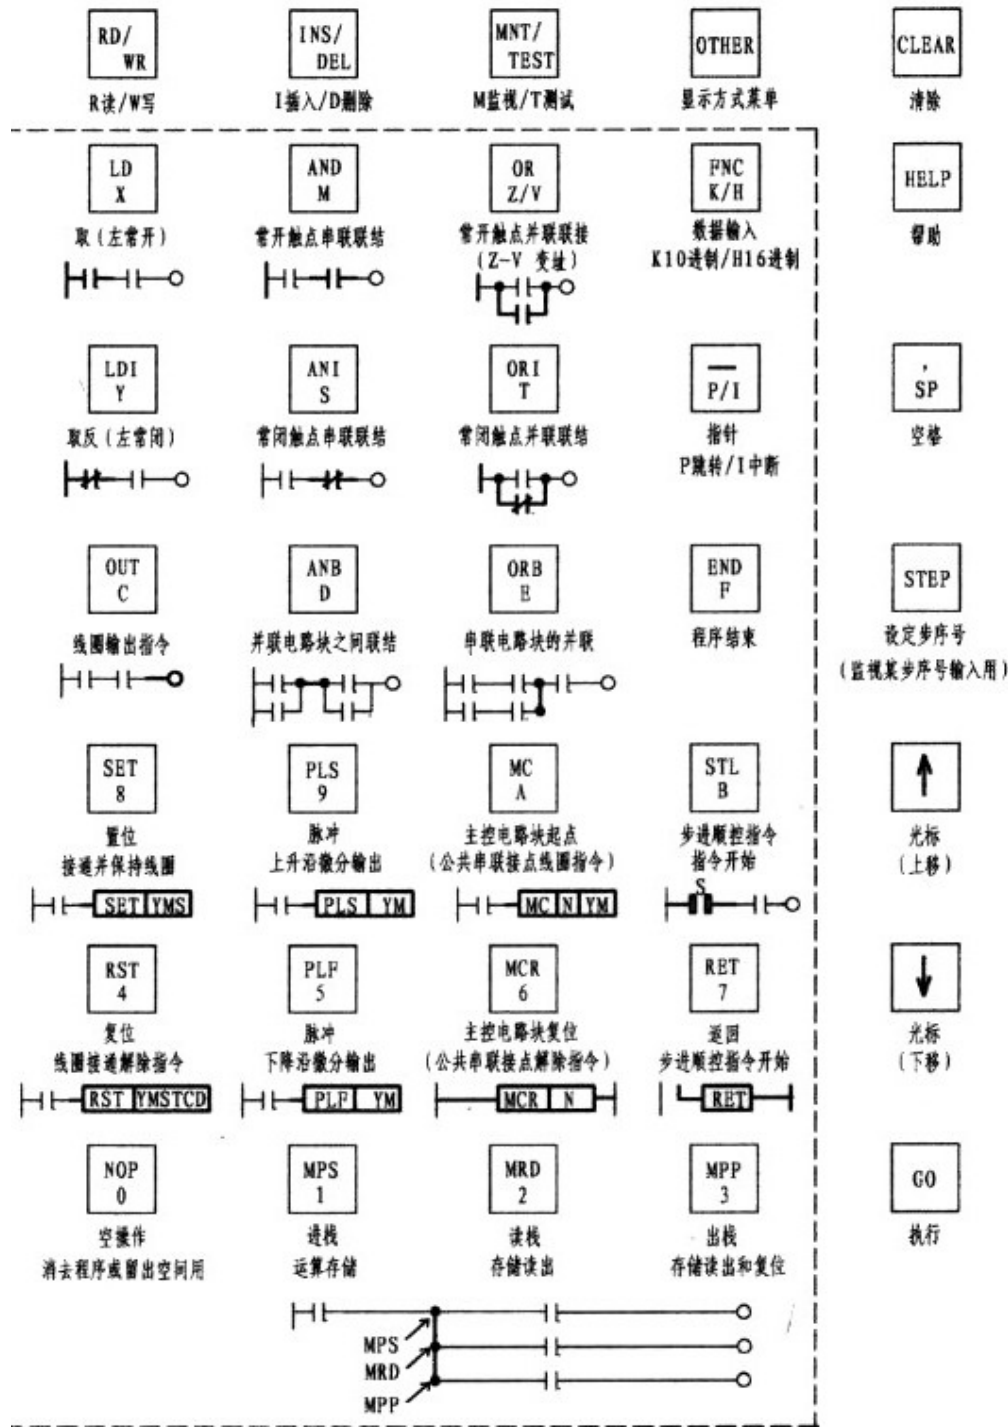 RD/ INS/ MNT/ OTHER CLEAR
WR DEL TEST
R读/W写 I插入/D删除 M监视/T测试 显示方式菜单 清除
LD AND OR FNC HELP
X M Z/V K/H
取(左常开) 常开触点串联联结 常开触点并联联接 数据输入 帮助
(Z-V 变址) K10进制/H16进制
LDI ANI ORI — ,
Y S T P/I SP
取反(左常闭) 常闭触点串联联结 常闭触点并联联结 指针 空格
P跳转/I中断
OUT ANB ORB END STEP
C D E F
线圈输出指令 并联电路块之间联结 串联电路块的并联 程序结束 设定步序号
(监视某步序号输入用)
SET PLS MC STL ↑
8 9 A B
置位 脉冲 主控电路块起点 步进顺控指令 光标
接通并保持线圈 上升沿微分输出 (公共串联接点线圈指令) 指令开始 (上移)
S
SET YMS PLS YM MC N YM
RST PLF MCR RET ↓
4 5 6 7
复位 脉冲 主控电路块复位 返回 光标
线圈接通解除指令 下降沿微分输出 (公共串联接点解除指令) 步进顺控指令开始 (下移)
RST YMSTCD PLF YM MCR N RET
NOP MPS MRD MPP GO
0 1 2 3
空操作 进栈 读栈 出栈 执行
消去程序或留出空间用 运算存储 存储读出 存储读出和复位
MPS
MRD
MPP